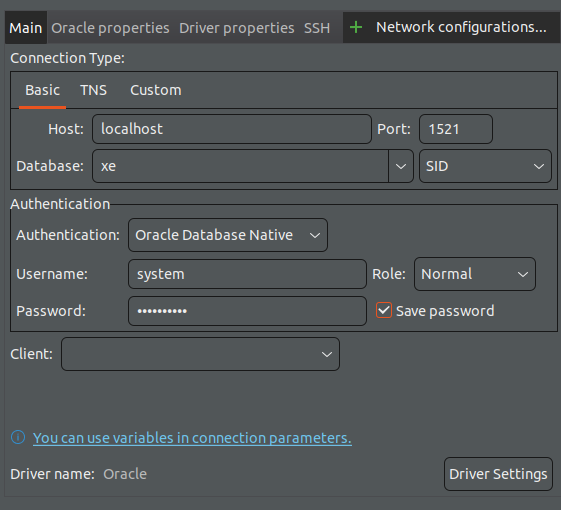 Main Oracle properties Driver properties SSH + Network configurations...
Connection Type:
Basic TNS Custom
Host: localhost Port: 1521
Database: xe SID
Authentication
Authentication: Oracle Database Native
Username: system Role: Normal
Password: •••••••••• Save password
Client:
You can use variables in connection parameters.
Driver name: Oracle Driver Settings